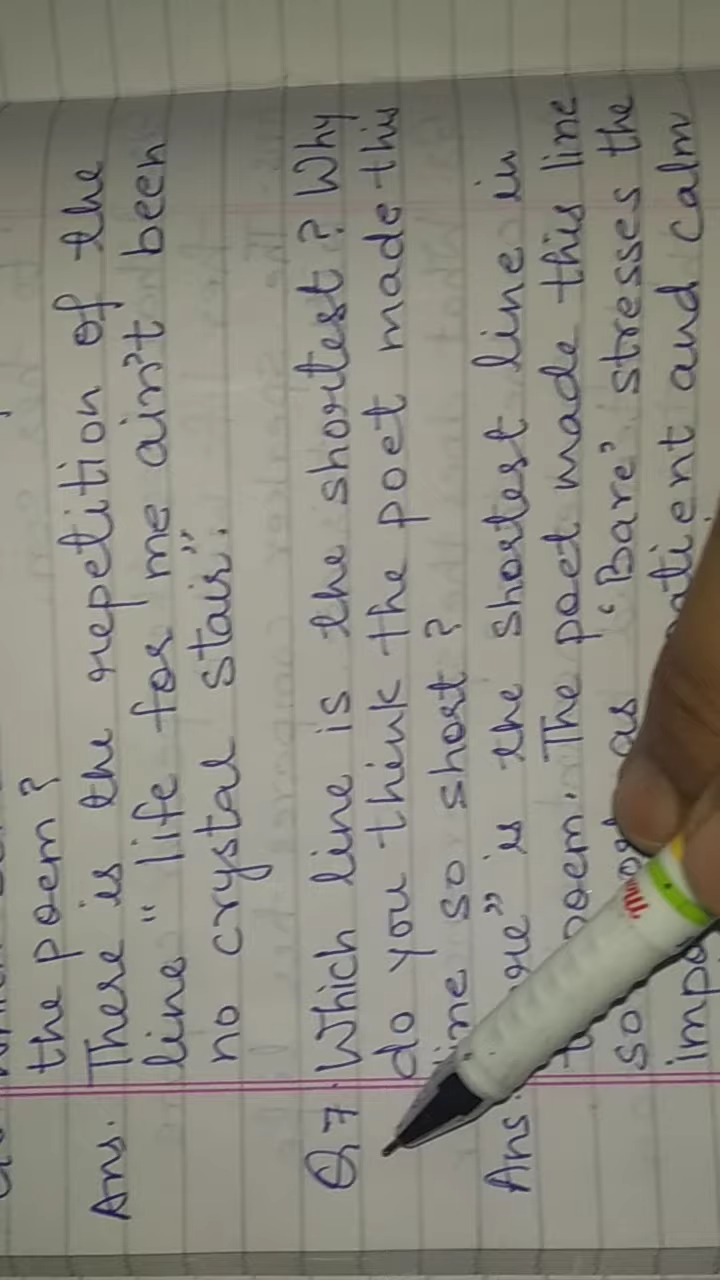 the poem?
Ans. There is the repetition of the
line "life for me ain't been
no crystal stair".
Q7. Which line is the shortest? Why
do you think the poet made this
line so short?
Ans. is the shortest line in
poem. The poet made this line
so as 'Bare' stresses the
and calm